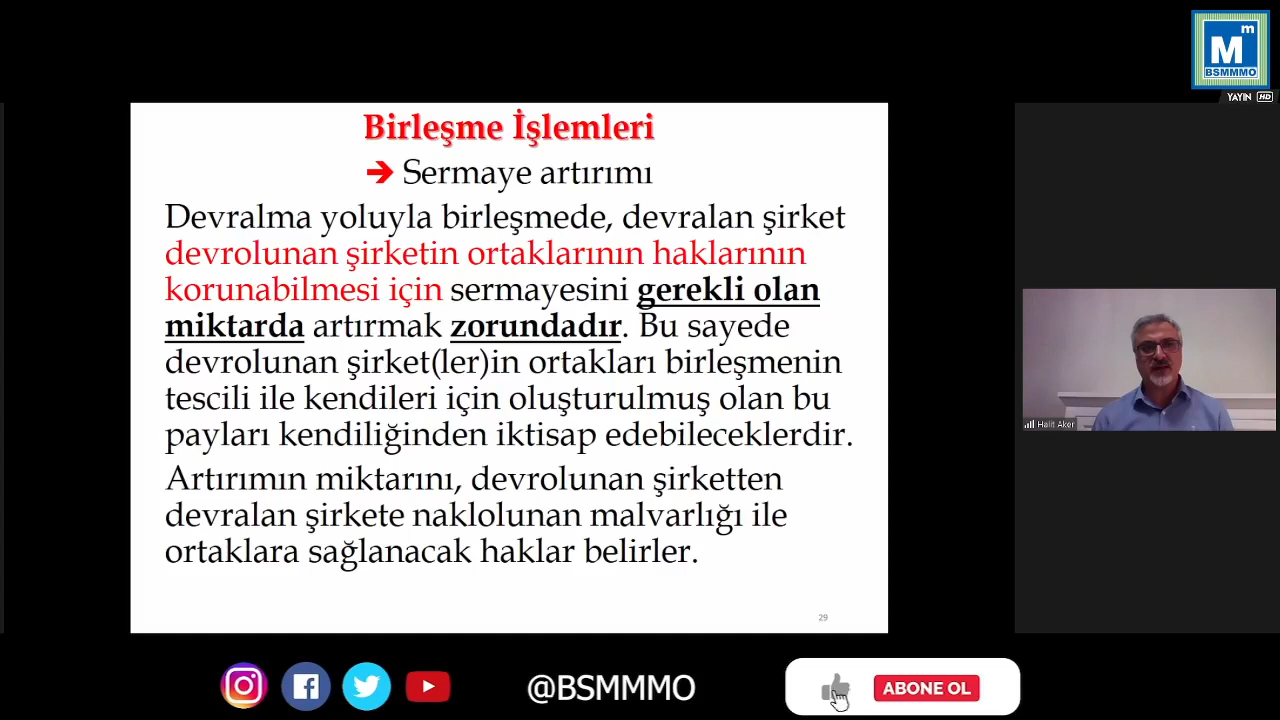 Mm
BSMMMO
YAYIN HD
Birleşme İşlemleri
➔ Sermaye artırımı
Devralma yoluyla birleşmede, devralan şirket
devrolunan şirketin ortaklarının haklarının
korunabilmesi için sermayesini gerekli olan
miktarda artırmak zorundadır. Bu sayede
devrolunan şirket(ler)in ortakları birleşmenin
tescili ile kendileri için oluşturulmuş olan bu
payları kendiliğinden iktisap edebileceklerdir.
Artırımın miktarını, devrolunan şirketten
devralan şirkete naklolunan malvarlığı ile
ortaklara sağlanacak haklar belirler.
29
Halit Aker
@BSMMMO
ABONE OL